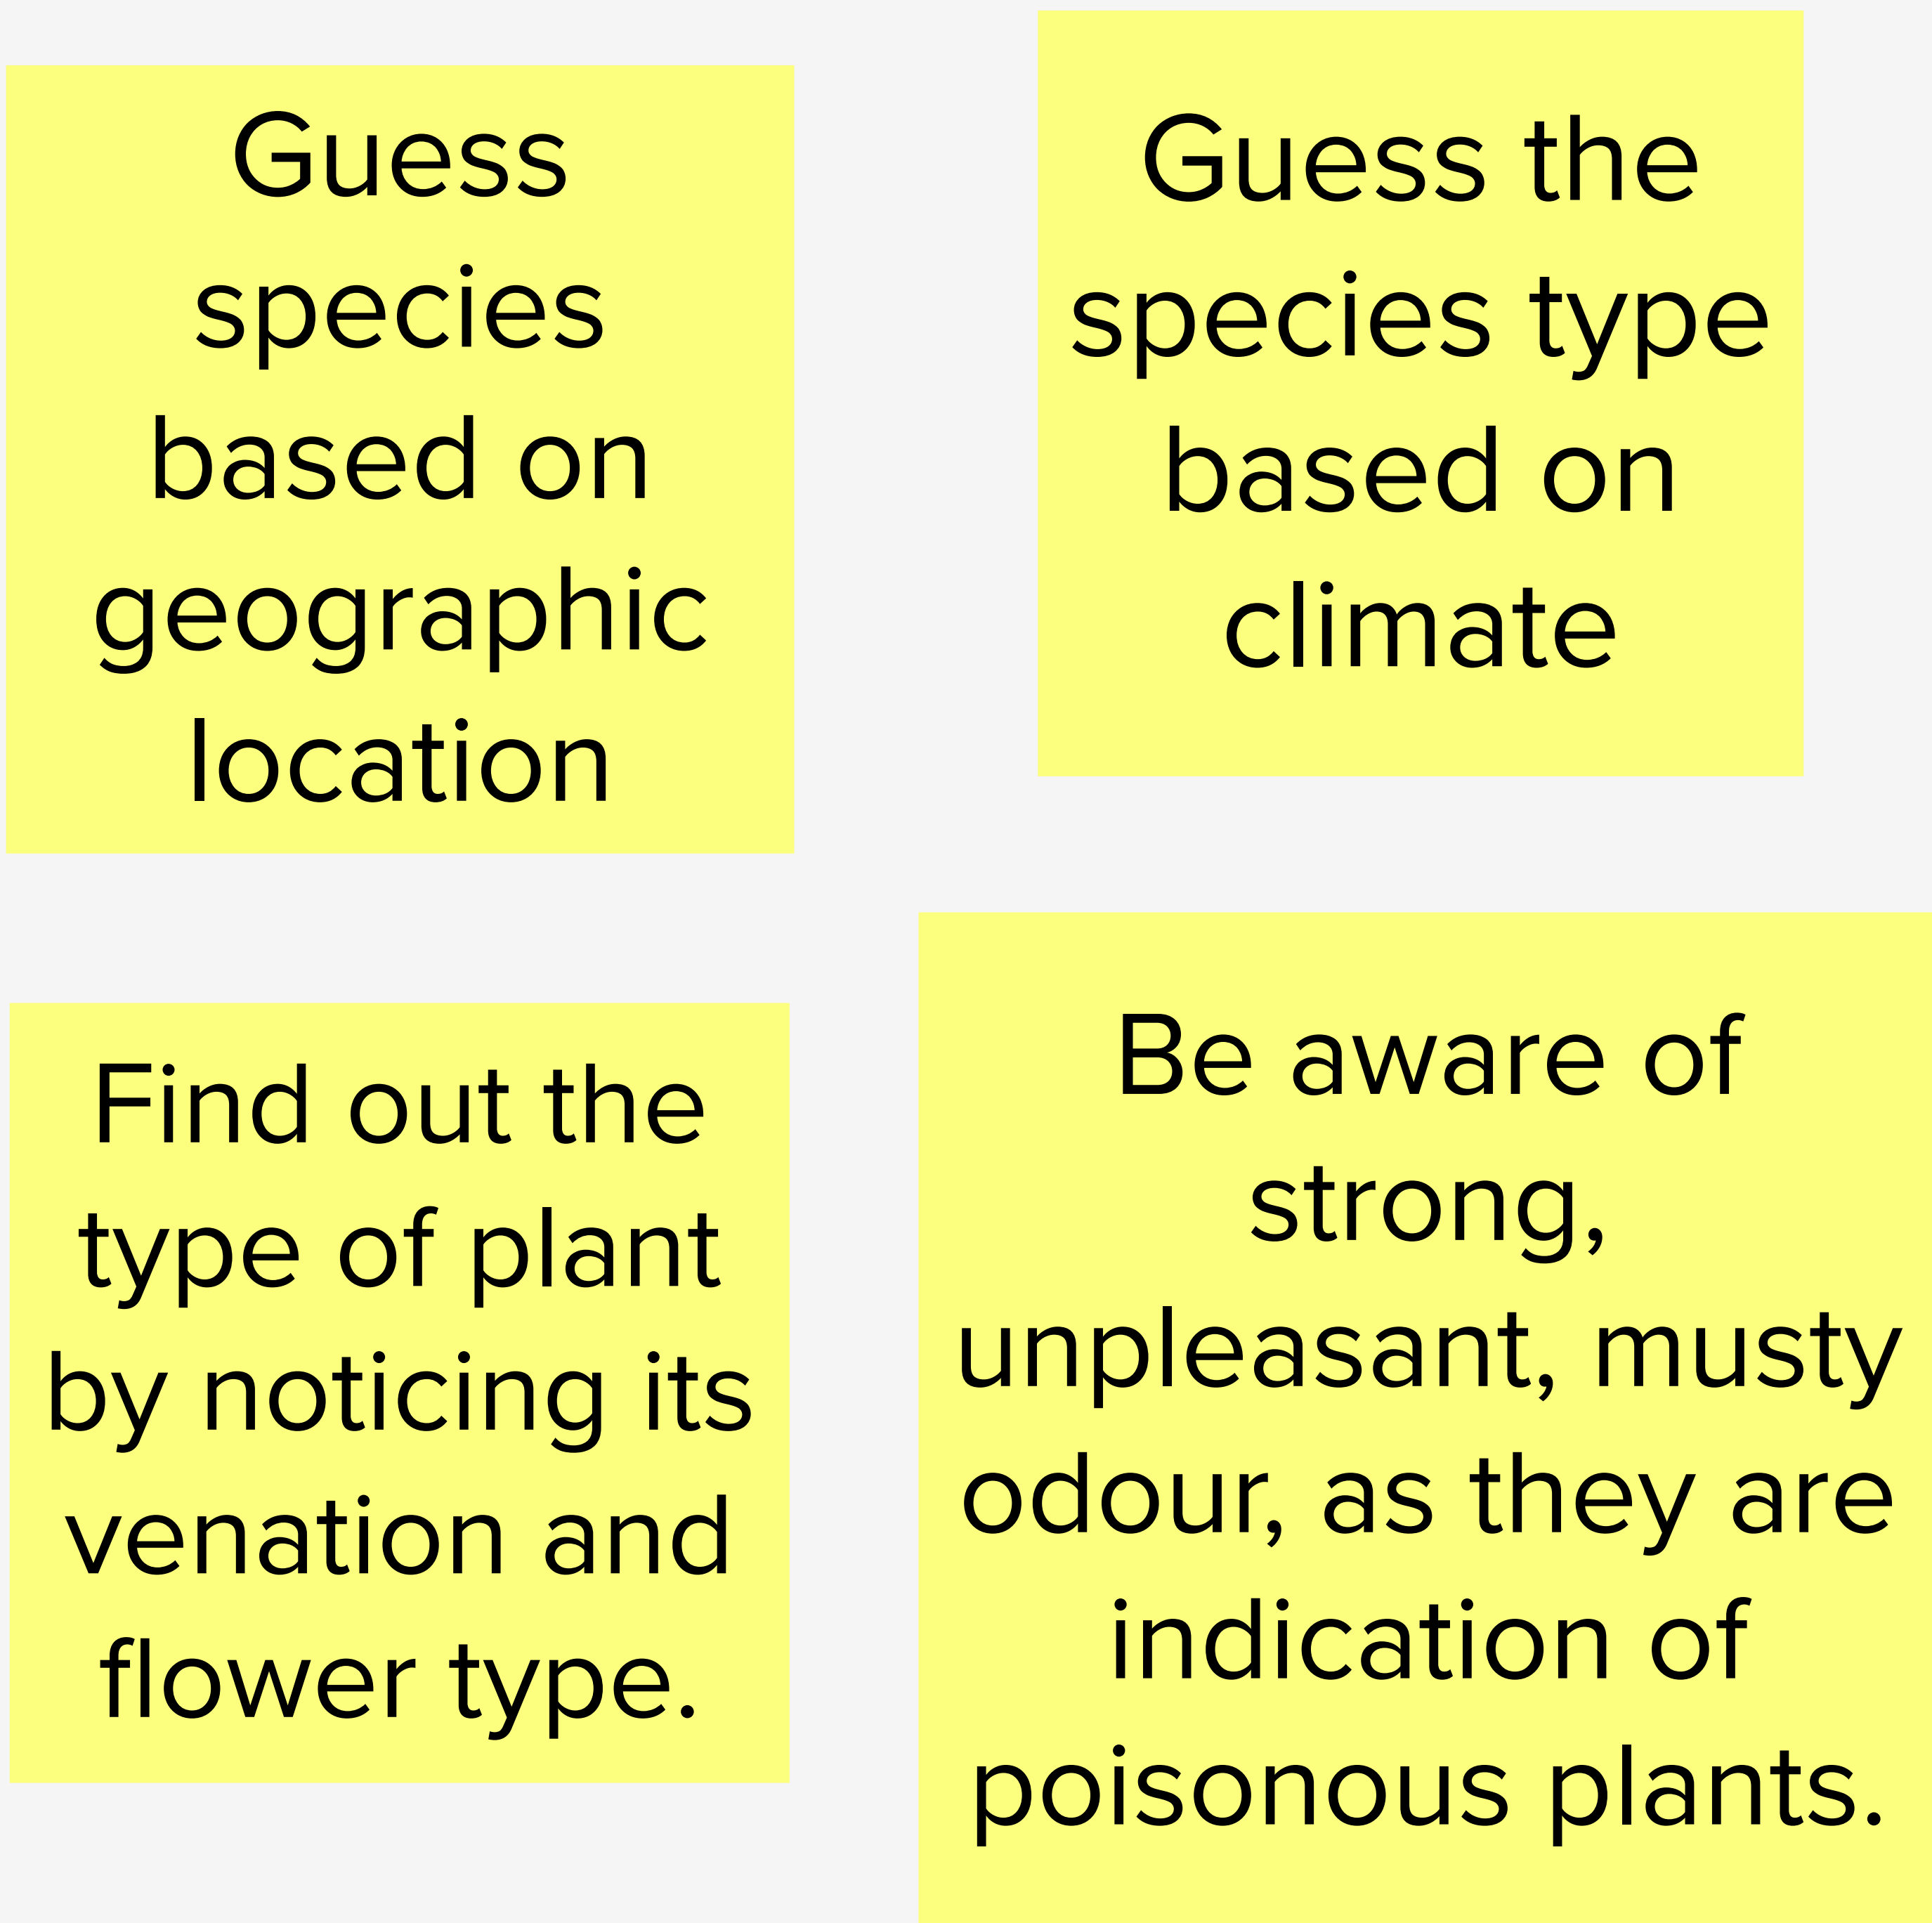 Guess
species
based on
geographic
location
Guess the
species type
based on
climate
Find out the
type of plant
by noticing its
venation and
flower type.
Be aware of
strong,
unpleasant, musty
odour, as they are
indication of
poisonous plants.